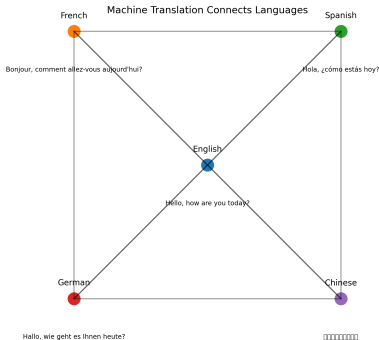 Machine Translation Connects Languages
French
Spanish
Bonjour, comment allez-vous aujourd'hui?
Hola, ¿cómo estás hoy?
English
Hello, how are you today?
German
Chinese
Hallo, wie geht es Ihnen heute?